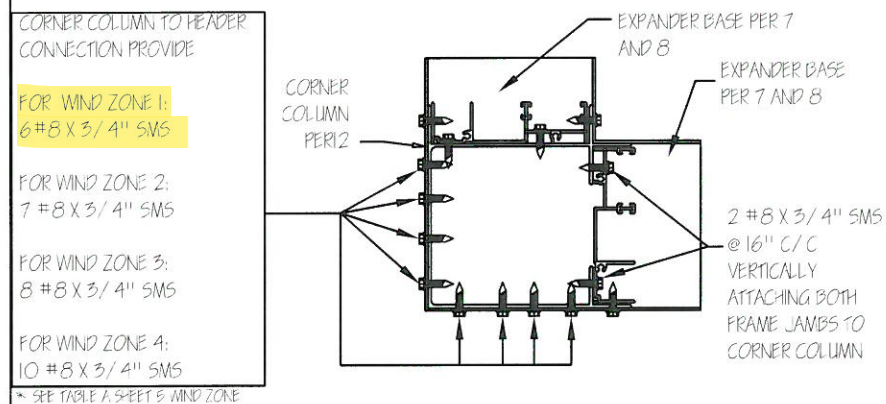 CORNER COLUMN TO HEADER
CONNECTION PROVIDE
FOR WIND ZONE 1:
6 #8 X 3/4" SMS
FOR WIND ZONE 2:
7 #8 X 3/4" SMS
FOR WIND ZONE 3:
8 #8 X 3/4" SMS
FOR WIND ZONE 4:
10 #8 X 3/4" SMS
* SEE TABLE A SHEET 5 WIND ZONE
CORNER
COLUMN
PER12
EXPANDER BASE PER 7
AND 8
EXPANDER BASE
PER 7 AND 8
2 #8 X 3/4" SMS
@ 16" C/C
VERTICALLY
ATTACHING BOTH
FRAME JAMBS TO
CORNER COLUMN